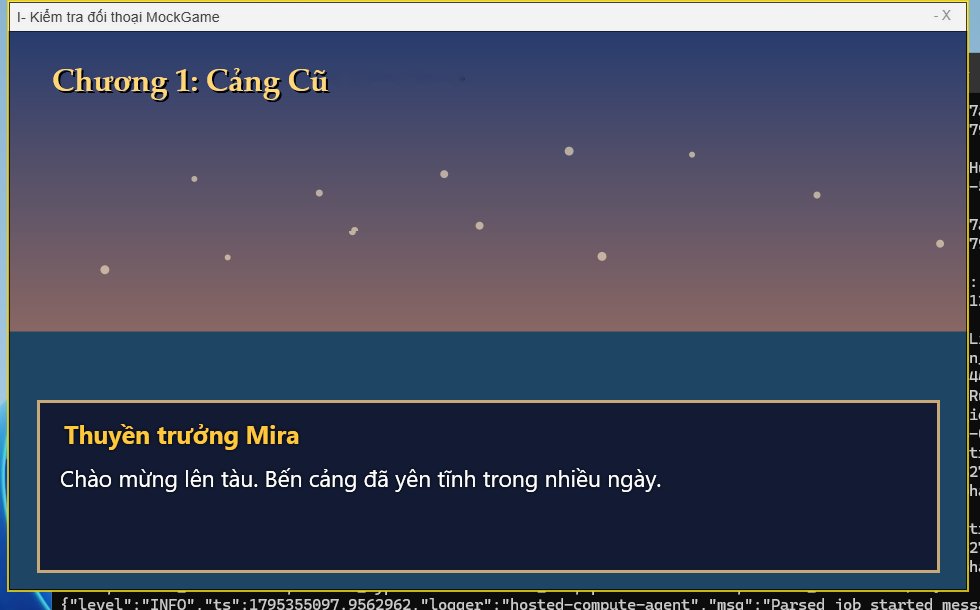 I- Kiểm tra đối thoại MockGame
- X
Chương 1: Cảng Cũ
Thuyền trưởng Mira
Chào mừng lên tàu. Bến cảng đã yên tĩnh trong nhiều ngày.
{"level":"INFO","ts":1795355097.9562962,"logger":"hosted-compute-agent","msg":"Parsed job started mes